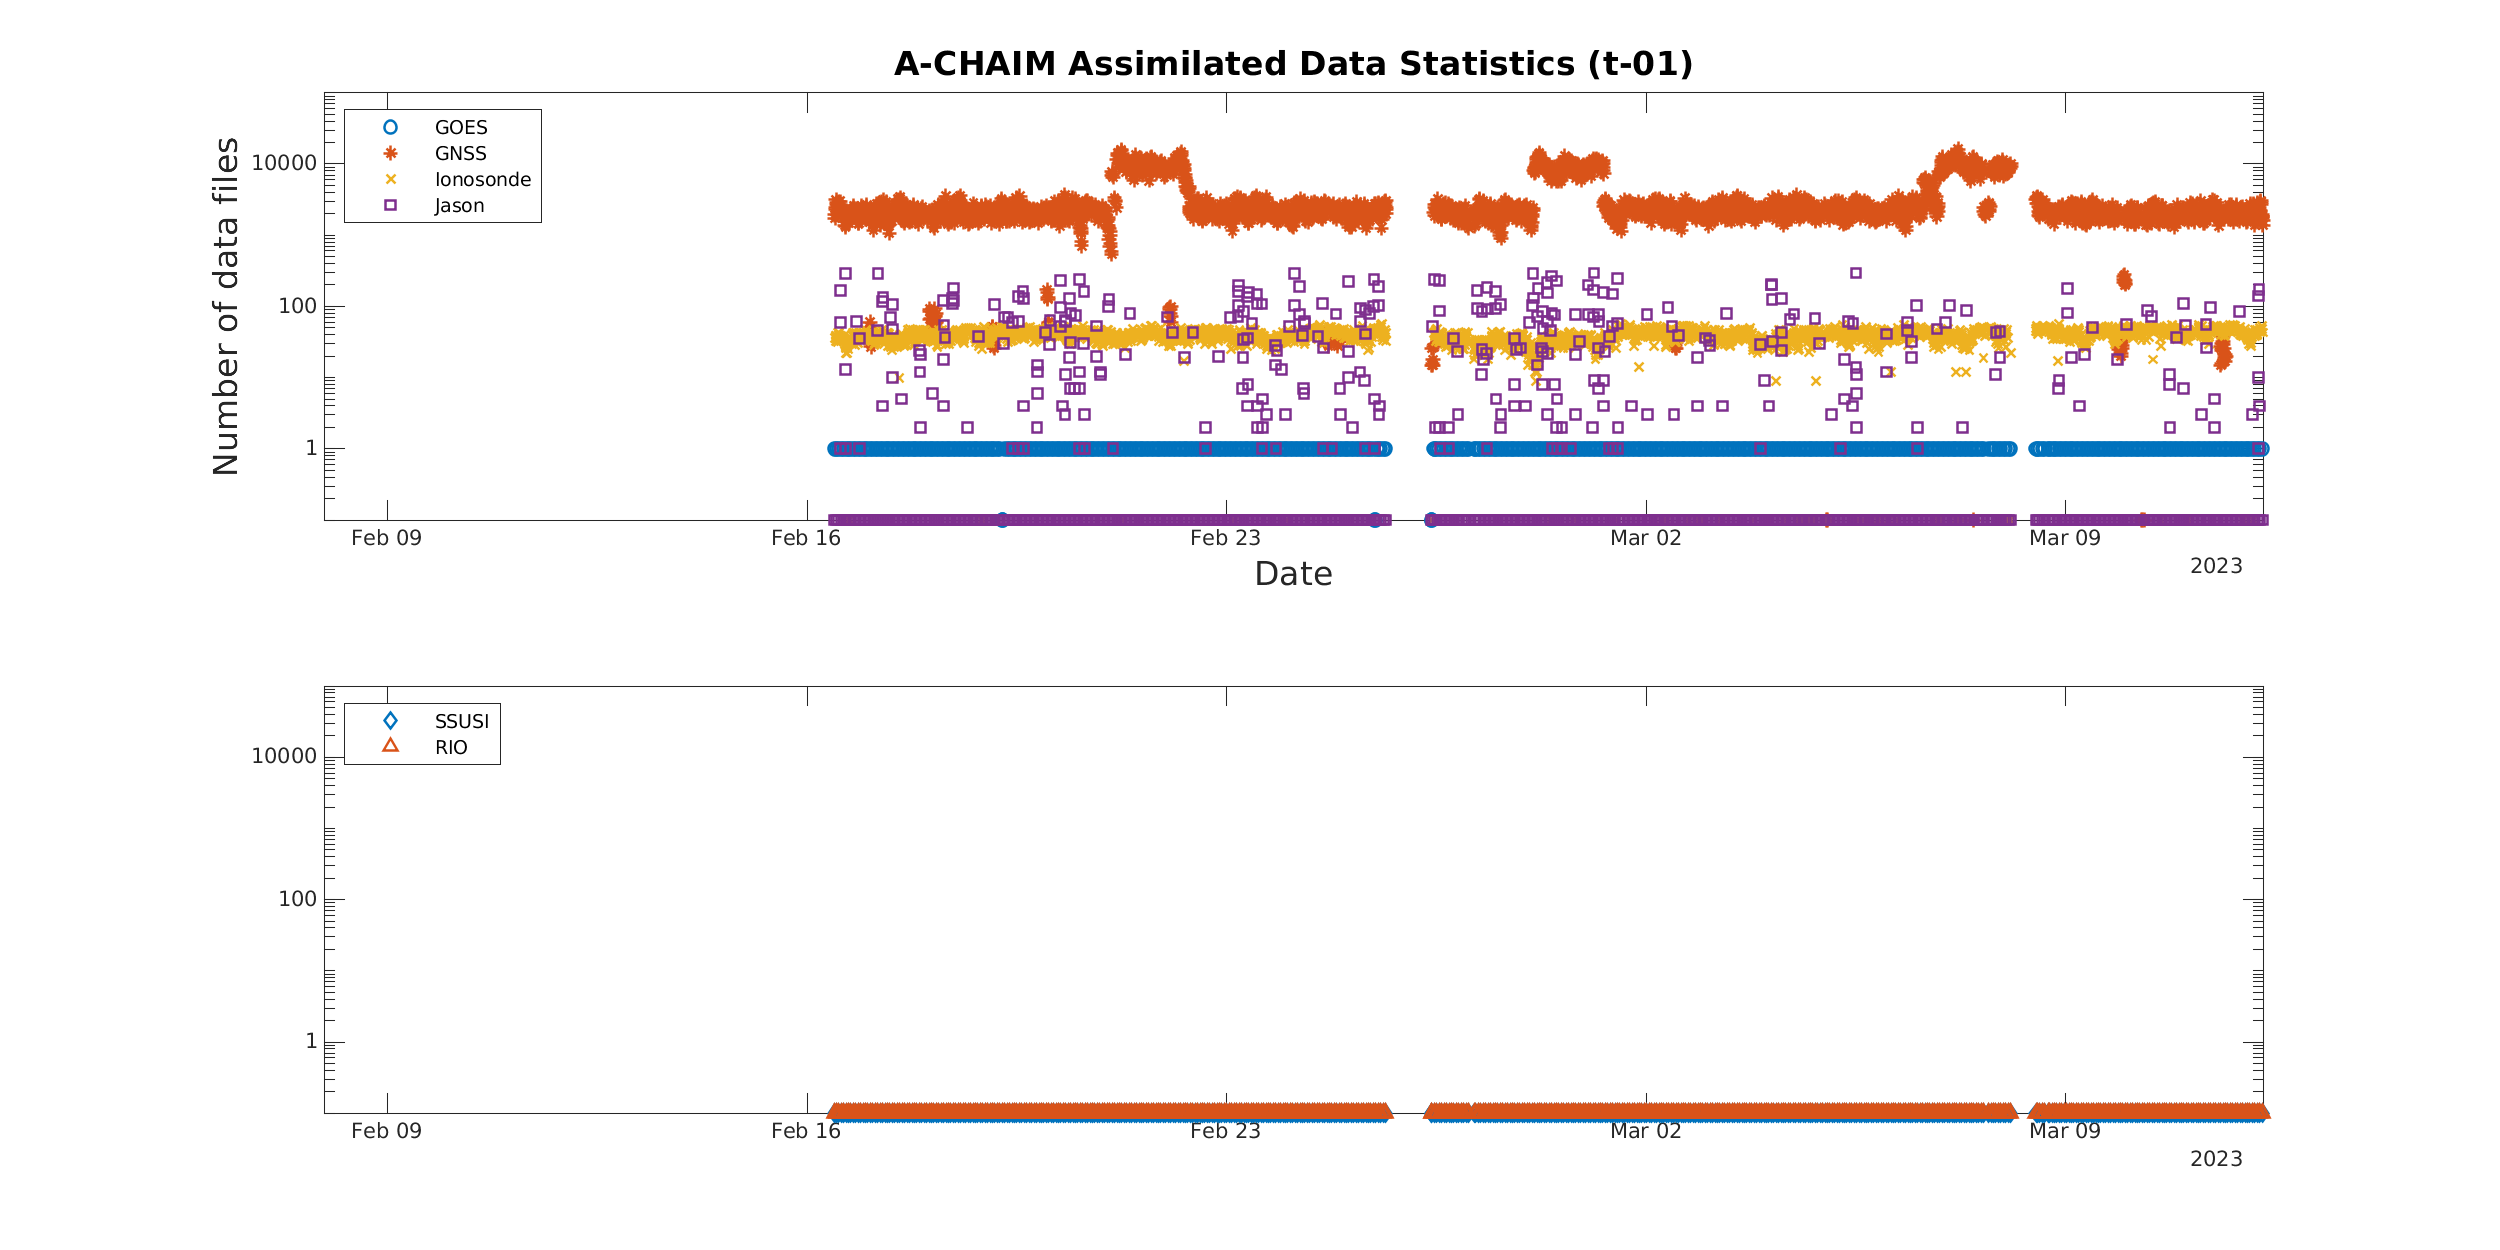 A-CHAIM Assimilated Data Statistics (t-01)
Number of data files
10000
100
1
GOES
GNSS
Ionosonde
Jason
Feb 09
Feb 16
Feb 23
Mar 02
Mar 09
2023
Date
10000
100
1
SSUSI
RIO
Feb 09
Feb 16
Feb 23
Mar 02
Mar 09
2023